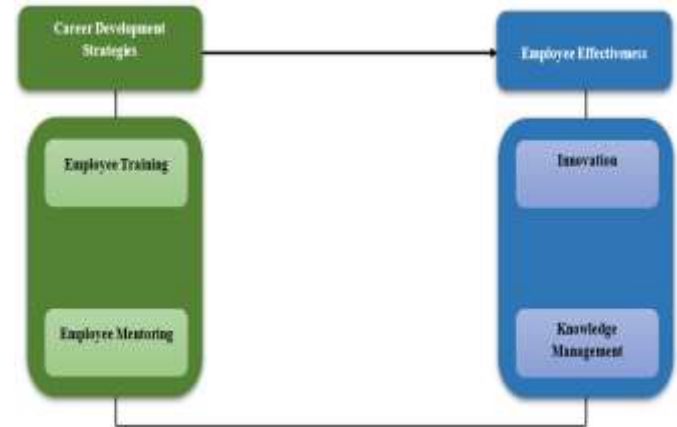 Career Development
Strategies
Employee Effectiveness
Employee Training
Innovation
Employee Mentoring
Knowledge
Management